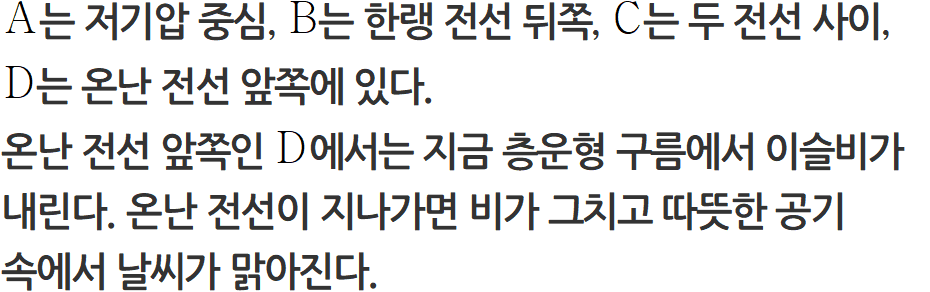 A는 저기압 중심, B는 한랭 전선 뒤쪽, C는 두 전선 사이,
D는 온난 전선 앞쪽에 있다.
온난 전선 앞쪽인 D에서는 지금 층운형 구름에서 이슬비가
내린다. 온난 전선이 지나가면 비가 그치고 따뜻한 공기
속에서 날씨가 맑아진다.